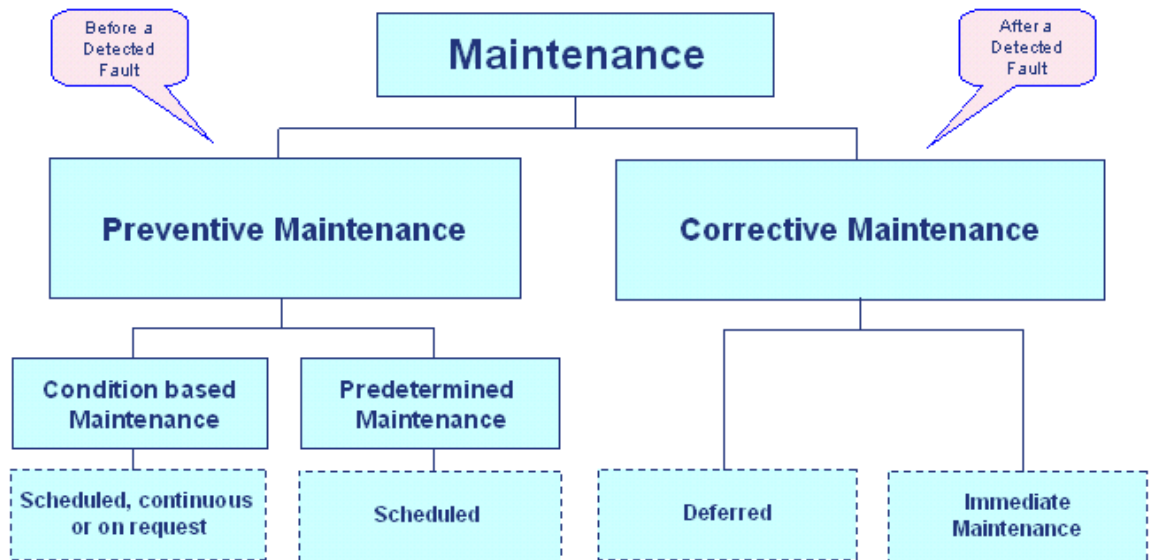 Before a
Detected
Fault
Maintenance
After a
Detected
Fault
Preventive Maintenance
Corrective Maintenance
Condition based
Maintenance
Predetermined
Maintenance
Scheduled, continuous
or on request
Scheduled
Deferred
Immediate
Maintenance